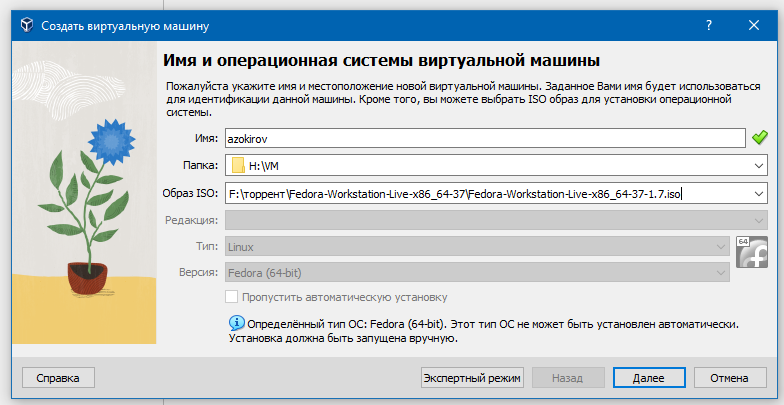 Создать виртуальную машину
Имя и операционная системы виртуальной машины
Пожалуйста укажите имя и местоположение новой виртуальной машины. Заданное Вами имя будет использоваться
для идентификации данной машины. Кроме того, вы можете выбрать ISO образ для установки операционной
системы.
Имя: azokirov
Папка: H:\VM
Образ ISO: F:\торрент\Fedora-Workstation-Live-x86_64-37\Fedora-Workstation-Live-x86_64-37-1.7.iso
Редакция:
Тип: Linux
64
Версия: Fedora (64-bit)
Пропустить автоматическую установку
Определённый тип ОС: Fedora (64-bit). Этот тип ОС не может быть установлен автоматически.
Установка должна быть запущена вручную.
Справка Экспертный режим Назад Далее Отмена